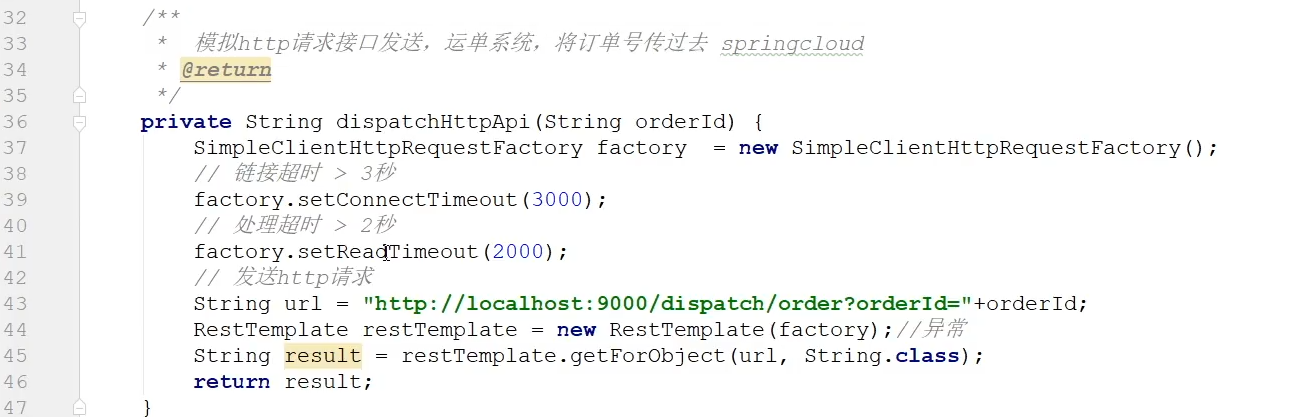 32 /**
33 * 模拟http请求接口发送，运单系统，将订单号传过去 springcloud
34 * @return
35 */
36 private String dispatchHttpApi(String orderId) {
37 SimpleClientHttpRequestFactory factory = new SimpleClientHttpRequestFactory();
38 // 链接超时 > 3秒
39 factory.setConnectTimeout(3000);
40 // 处理超时 > 2秒
41 factory.setReadTimeout(2000);
42 // 发送http请求
43 String url = "http://localhost:9000/dispatch/order?orderId="+orderId;
44 RestTemplate restTemplate = new RestTemplate(factory);//异常
45 String result = restTemplate.getForObject(url, String.class);
46 return result;
47 }